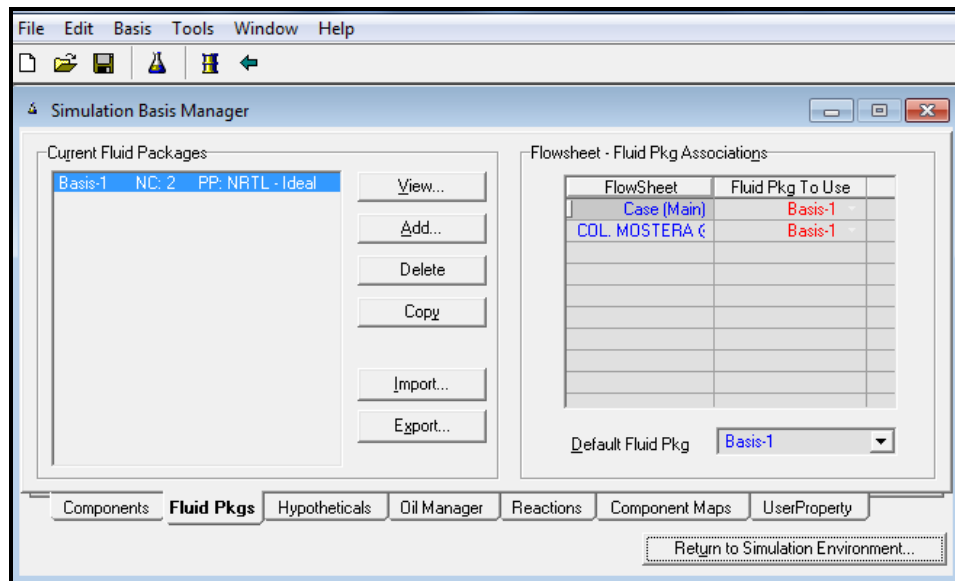 File Edit Basis Tools Window Help
Simulation Basis Manager
Current Fluid Packages
Basis-1 NC: 2 PP: NRTL - Ideal
View...
Add...
Delete
Copy
Import...
Export...
Flowsheet - Fluid Pkg Associations
FlowSheet Fluid Pkg To Use
Case (Main) Basis-1
COL. MOSTERA ( Basis-1
Default Fluid Pkg Basis-1
Components Fluid Pkgs Hypotheticals Oil Manager Reactions Component Maps UserProperty
Return to Simulation Environment...